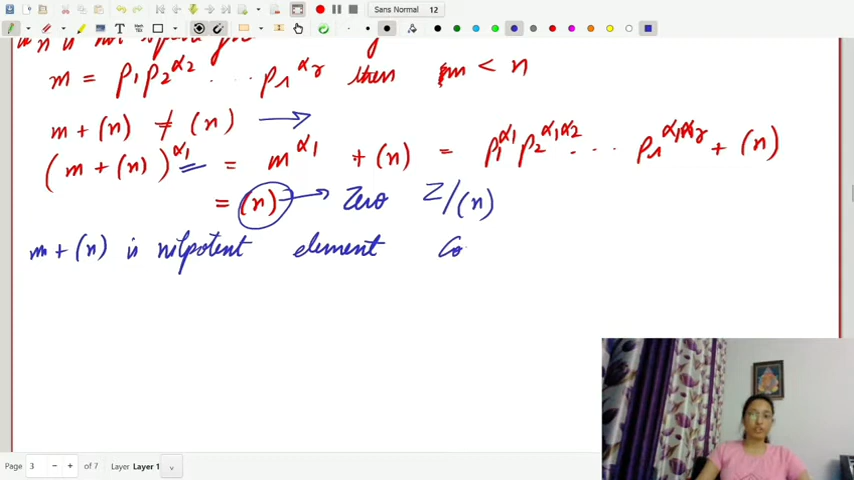 Sans Normal 12
m = p₁p₂^α₂ ... pᵣ^αᵣ then m < n
m + (n) ≠ (n) →
(m + (n))^α₁ = m^α₁ + (n) = p₁^α₁ p₂^α₁α₂ ... pᵣ^α₁αᵣ + (n)
= (n) → Zero Z/(n)
m + (n) is nilpotent element Co
Page 3 - + of 7 Layer Layer 1